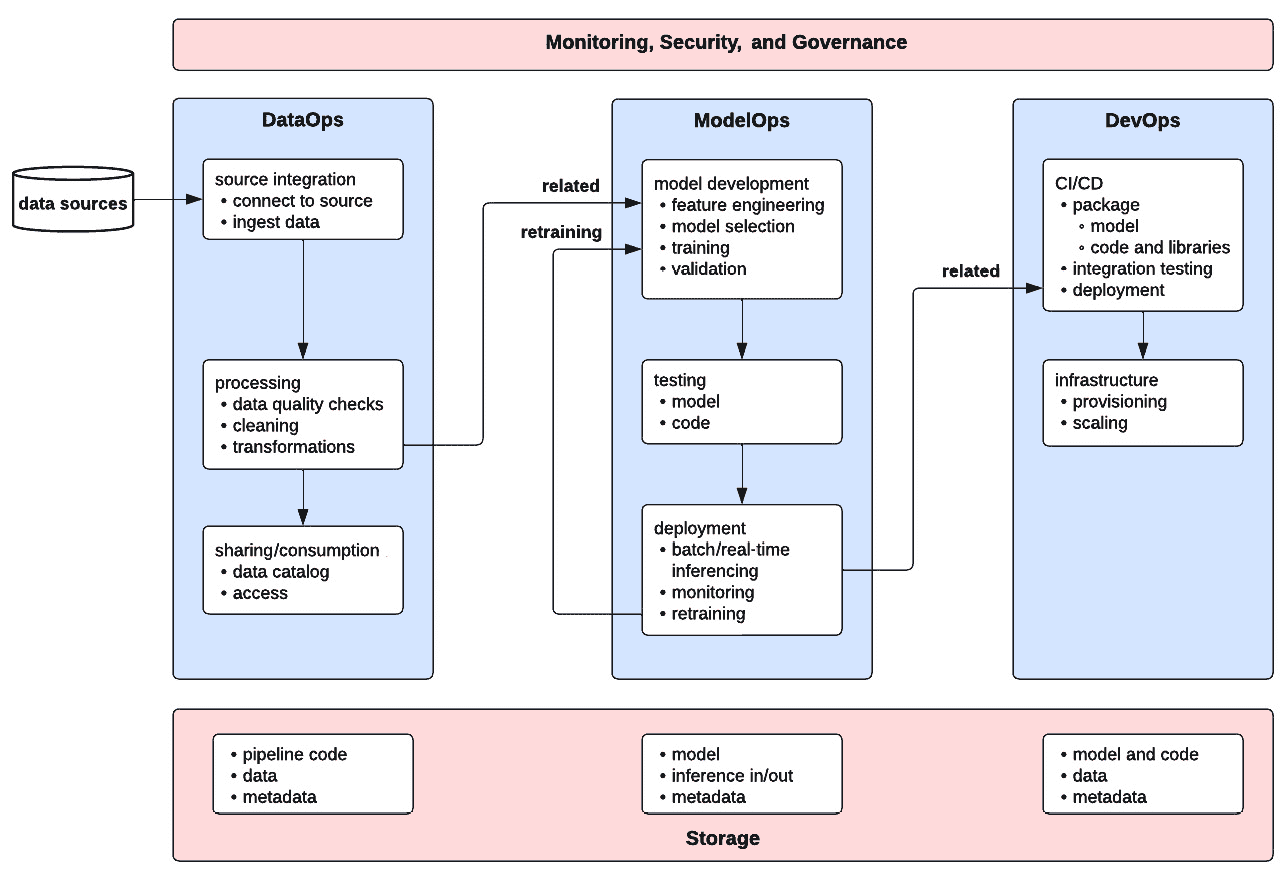 Monitoring, Security, and Governance
data sources
DataOps
source integration
• connect to source
• ingest data
processing
• data quality checks
• cleaning
• transformations
sharing/consumption
• data catalog
• access
related
retraining
ModelOps
model development
• feature engineering
• model selection
• training
• validation
testing
• model
• code
deployment
• batch/real-time
inferencing
• monitoring
• retraining
related
DevOps
CI/CD
• package
◦ model
◦ code and libraries
• integration testing
• deployment
infrastructure
• provisioning
• scaling
• pipeline code
• data
• metadata
• model
• inference in/out
• metadata
• model and code
• data
• metadata
Storage